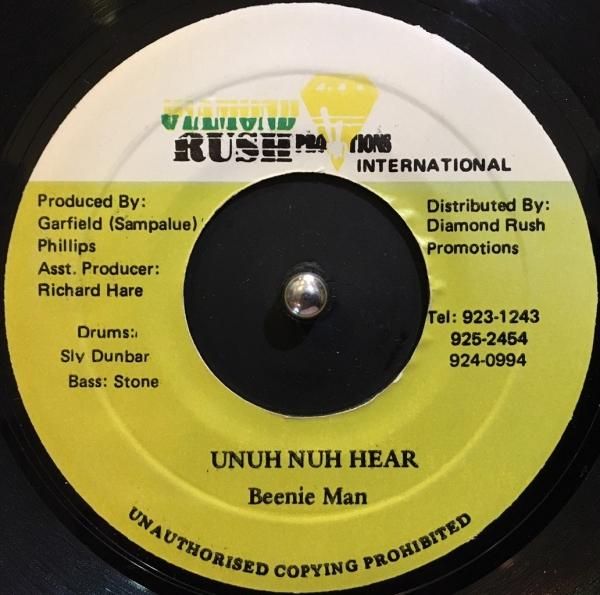 DIAMOND
RUSH PROMOTIONS
INTERNATIONAL
Produced By:
Garfield (Sampalue)
Phillips
Asst. Producer:
Richard Hare
Drums:
Sly Dunbar
Bass: Stone
Distributed By:
Diamond Rush
Promotions
Tel: 923-1243
925-2454
924-0994
UNUH NUH HEAR
Beenie Man
UNAUTHORISED COPYING PROHIBITED